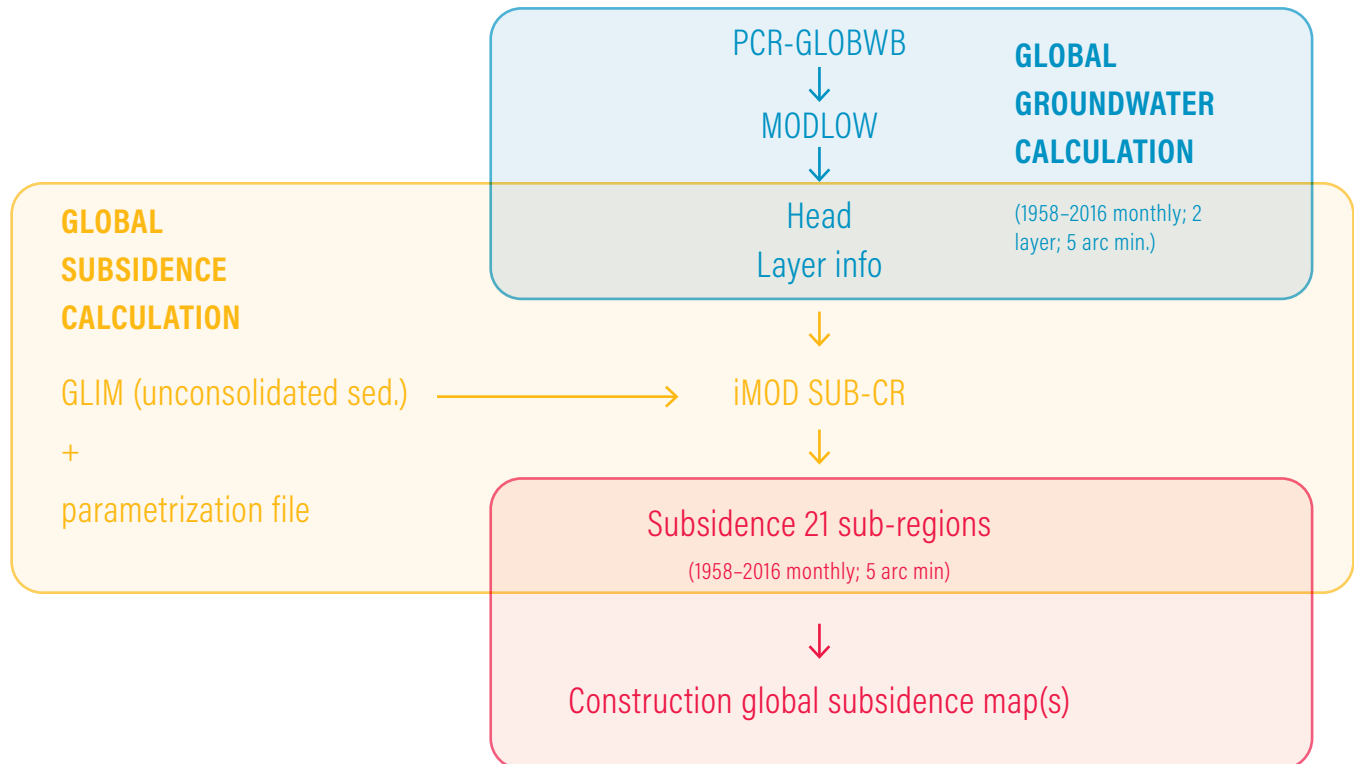 PCR-GLOBWB
MODLOW
Head
Layer info
GLOBAL
GROUNDWATER
CALCULATION
(1958–2016 monthly; 2
layer; 5 arc min.)
GLOBAL
SUBSIDENCE
CALCULATION
GLIM (unconsolidated sed.)
+
parametrization file
iMOD SUB-CR
Subsidence 21 sub-regions
(1958–2016 monthly; 5 arc min)
Construction global subsidence map(s)